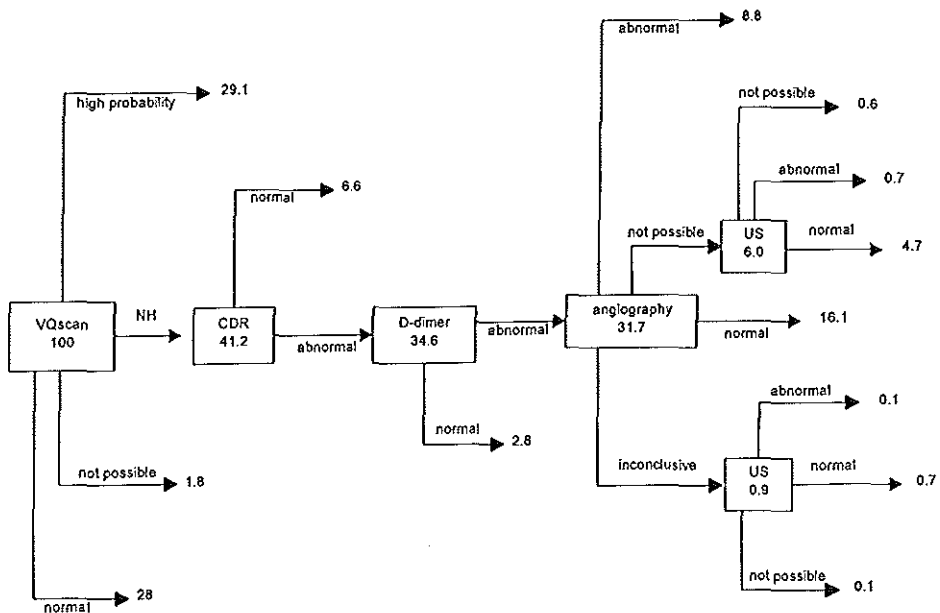 8.8
abnormal
29.1
high probability
not possible
0.6
abnormal
0.7
6.6
normal
not possible
US
6.0
normal
4.7
VQscan
100
NH
CDR
41.2
abnormal
D-dimer
34.6
abnormal
angiography
31.7
16.1
normal
abnormal
0.1
normal
2.8
not possible
1.8
inconclusive
US
0.9
normal
0.7
not possible
0.1
normal
28